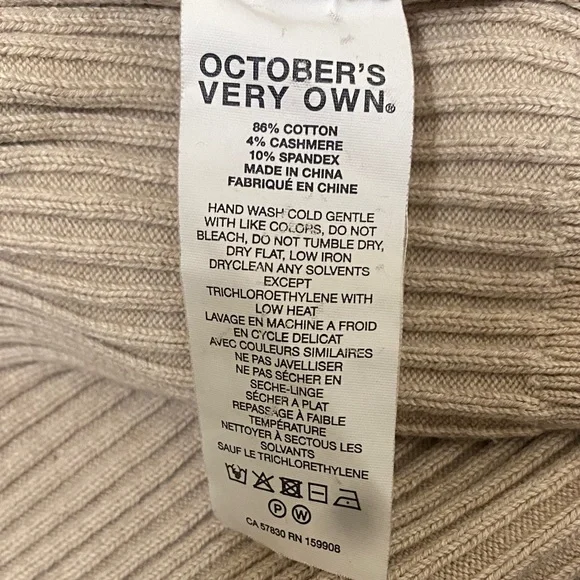 OCTOBER'S
VERY OWN®
86% COTTON
4% CASHMERE
10% SPANDEX
MADE IN CHINA
FABRIQUÉ EN CHINE
HAND WASH COLD GENTLE
WITH LIKE COLORS, DO NOT
BLEACH, DO NOT TUMBLE DRY,
DRY FLAT, LOW IRON
DRYCLEAN ANY SOLVENTS
EXCEPT
TRICHLOROETHYLENE WITH
LOW HEAT
LAVAGE EN MACHINE A FROID
EN CYCLE DELICAT
AVEC COULEURS SIMILAIRES
NE PAS JAVELLISER
NE PAS SÉCHER EN
SECHE-LINGE
SÉCHER A PLAT
REPASSAGE À FAIBLE
TEMPÉRATURE
NETTOYER À SECTOUS LES
SOLVANTS
SAUF LE TRICHLORETHYLENE
P W
CA 57830 RN 159908